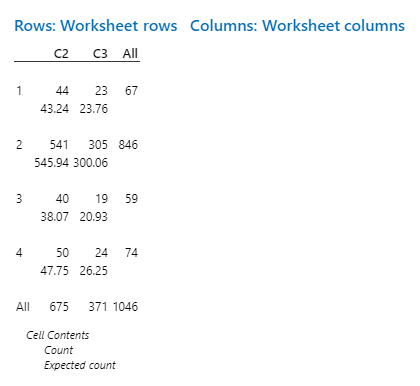 Rows: Worksheet rows   Columns: Worksheet columns
C2 C3 All
1 44 23 67
43.24 23.76
2 541 305 846
545.94 300.06
3 40 19 59
38.07 20.93
4 50 24 74
47.75 26.25
All 675 371 1046
Cell Contents
Count
Expected count